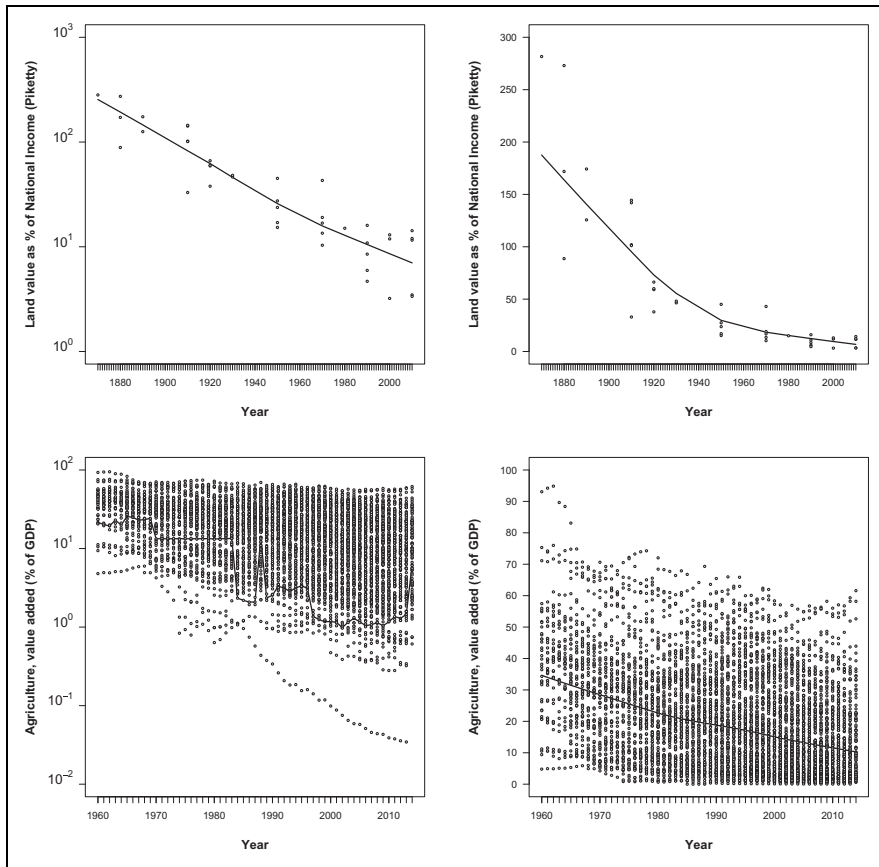 Land value as % of National Income (Piketty)
10³
10²
10¹
10⁰
1880 1900 1920 1940 1960 1980 2000
Year
Land value as % of National Income (Piketty)
300
250
200
150
100
50
0
1880 1900 1920 1940 1960 1980 2000
Year
Agriculture, value added (% of GDP)
10²
10¹
10⁰
10⁻¹
10⁻²
1960 1970 1980 1990 2000 2010
Year
Agriculture, value added (% of GDP)
100
90
80
70
60
50
40
30
20
10
0
1960 1970 1980 1990 2000 2010
Year